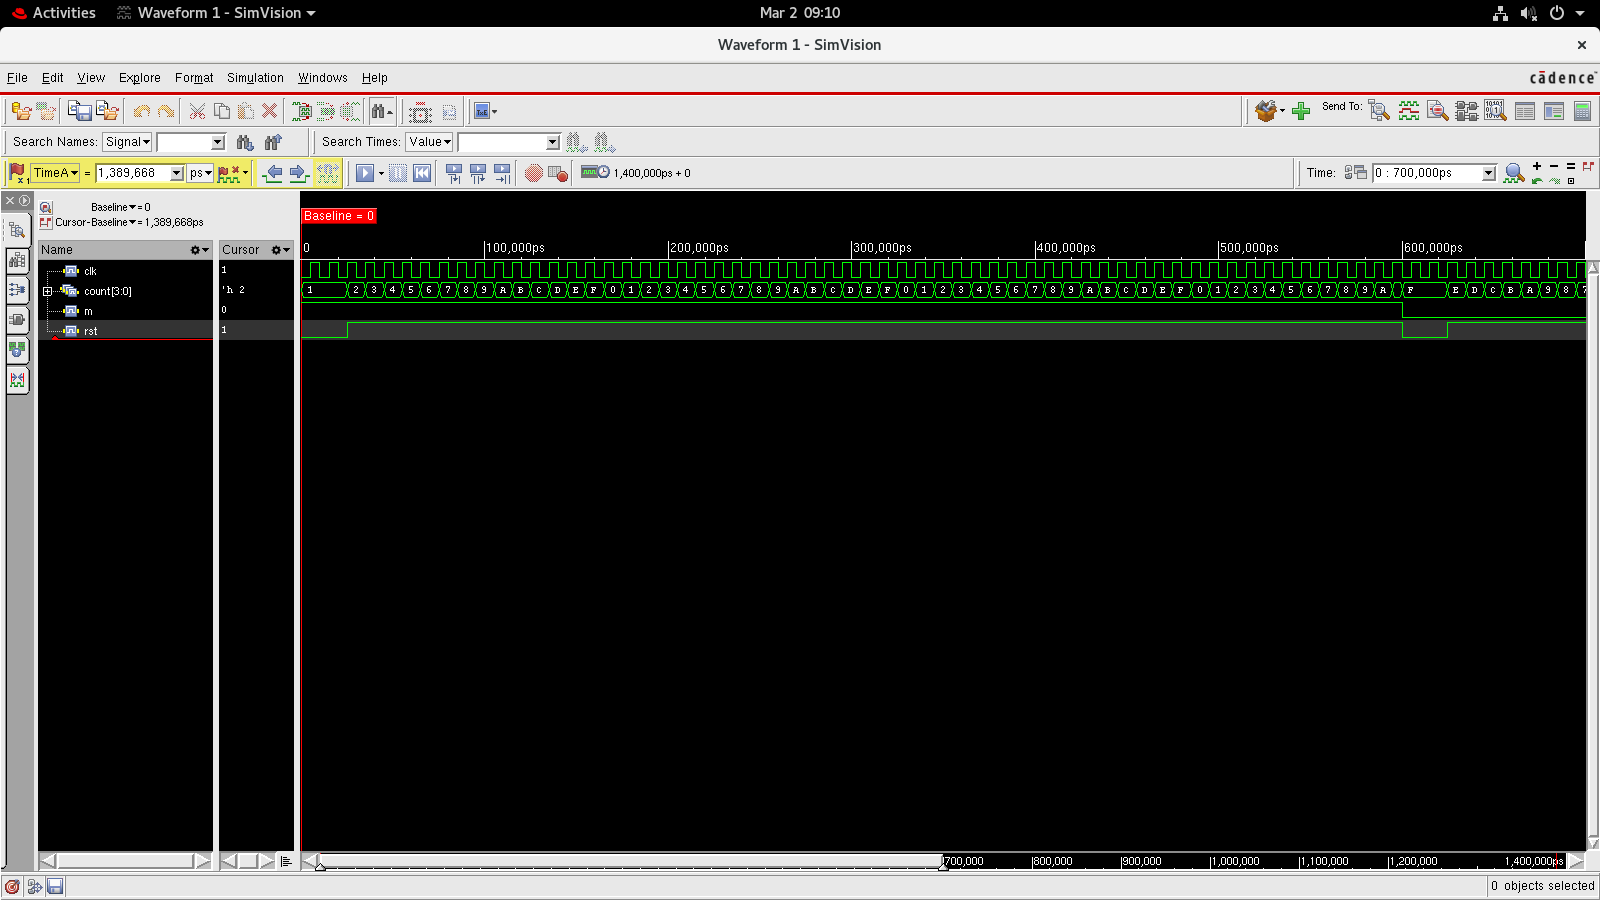 Activities Waveform 1 - SimVision Mar 2 09:10
Waveform 1 - SimVision
File Edit View Explore Format Simulation Windows Help cādence
Send To:
Search Names: Signal Search Times: Value
TimeA = 1,389,668 ps 1,400,000ps + 0 Time: 0 : 700,000ps
Baseline = 0
Cursor-Baseline = 1,389,668ps
Baseline = 0
Name Cursor 0 100,000ps 200,000ps 300,000ps 400,000ps 500,000ps 600,000ps
clk 1
count[3:0] 'h 2 1 2 3 4 5 6 7 8 9 A B C D E F 0 1 2 3 4 5 6 7 8 9 A B C D E F 0 1 2 3 4 5 6 7 8 9 A B C D E F 0 1 2 3 4 5 6 7 8 9 A F E D C B A 9 8 7
m 0
rst 1
700,000 800,000 900,000 1,000,000 1,100,000 1,200,000 1,400,000ps
0 objects selected